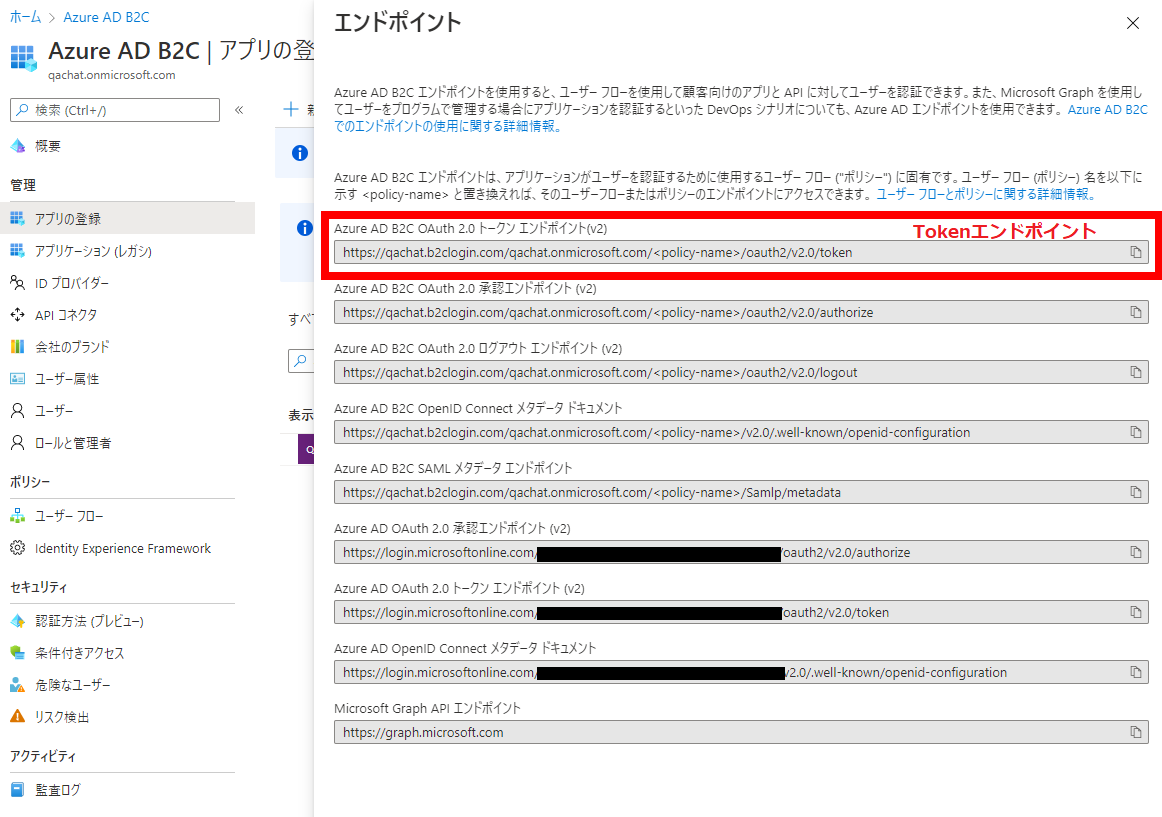 ホーム > Azure AD B2C
Azure AD B2C | アプリの登
qachat.onmicrosoft.com
検索 (Ctrl+/)
«
概要
管理
アプリの登録
アプリケーション (レガシ)
ID プロバイダー
API コネクタ
会社のブランド
ユーザー属性
ユーザー
ロールと管理者
ポリシー
ユーザー フロー
Identity Experience Framework
セキュリティ
認証方法 (プレビュー)
条件付きアクセス
危険なユーザー
リスク検出
アクティビティ
監査ログ
すべ
表示
エンドポイント
Azure AD B2C エンドポイントを使用すると、ユーザー フローを使用して顧客向けのアプリと API に対してユーザーを認証できます。また、Microsoft Graph を使用し
てユーザーをプログラムで管理する場合にアプリケーションを認証するといった DevOps シナリオについても、Azure AD エンドポイントを使用できます。 Azure AD B2C
でのエンドポイントの使用に関する詳細情報。
Azure AD B2C エンドポイントは、アプリケーションがユーザーを認証するために使用するユーザー フロー ("ポリシー") に固有です。ユーザー フロー (ポリシー) 名を以下に
示す <policy-name> と置き換えれば、そのユーザーフローまたはポリシーのエンドポイントにアクセスできます。 ユーザー フローとポリシーに関する詳細情報。
Azure AD B2C OAuth 2.0 トークン エンドポイント(v2)
Tokenエンドポイント
https://qachat.b2clogin.com/qachat.onmicrosoft.com/<policy-name>/oauth2/v2.0/token
Azure AD B2C OAuth 2.0 承認エンドポイント (v2)
https://qachat.b2clogin.com/qachat.onmicrosoft.com/<policy-name>/oauth2/v2.0/authorize
Azure AD B2C OAuth 2.0 ログアウト エンドポイント (v2)
https://qachat.b2clogin.com/qachat.onmicrosoft.com/<policy-name>/oauth2/v2.0/logout
Azure AD B2C OpenID Connect メタデータ ドキュメント
https://qachat.b2clogin.com/qachat.onmicrosoft.com/<policy-name>/v2.0/.well-known/openid-configuration
Azure AD B2C SAML メタデータ エンドポイント
https://qachat.b2clogin.com/qachat.onmicrosoft.com/<policy-name>/Samlp/metadata
Azure AD OAuth 2.0 承認エンドポイント (v2)
https://login.microsoftonline.com/ /oauth2/v2.0/authorize
Azure AD OAuth 2.0 トークン エンドポイント (v2)
https://login.microsoftonline.com/ oauth2/v2.0/token
Azure AD OpenID Connect メタデータ ドキュメント
https://login.microsoftonline.com/ v2.0/.well-known/openid-configuration
Microsoft Graph API エンドポイント
https://graph.microsoft.com